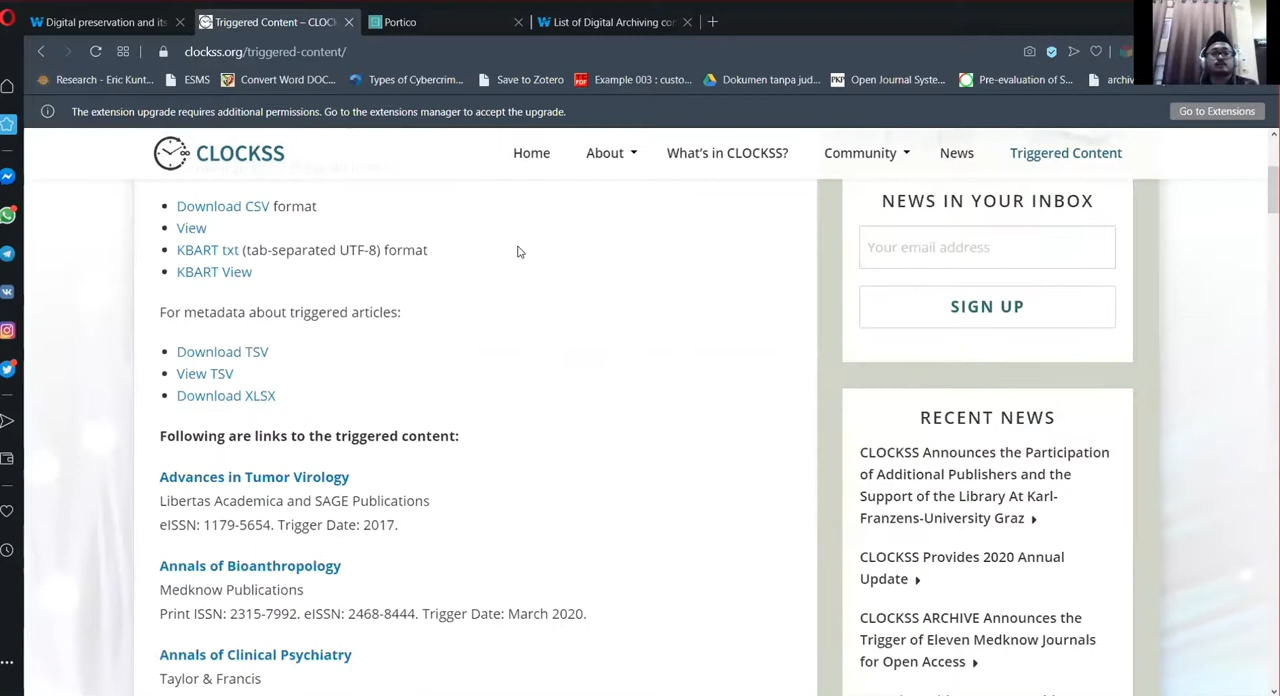 Digital preservation and its
Triggered Content – CLOCK
Portico
List of Digital Archiving cor
clockss.org/triggered-content/
Research - Eric Kunt...
ESMS
Convert Word DOC...
Types of Cybercrim...
Save to Zotero
PDF
Example 003 : custo...
Dokumen tanpa jud...
PKP
Open Journal Syste...
Pre-evaluation of S...
archiv
The extension upgrade requires additional permissions. Go to the extensions manager to accept the upgrade.
Go to Extensions
CLOCKSS
Home
About
What's in CLOCKSS?
Community
News
Triggered Content
Download CSV format
View
KBART txt (tab-separated UTF-8) format
KBART View
For metadata about triggered articles:
Download TSV
View TSV
Download XLSX
Following are links to the triggered content:
Advances in Tumor Virology
Libertas Academica and SAGE Publications
eISSN: 1179-5654. Trigger Date: 2017.
Annals of Bioanthropology
Medknow Publications
Print ISSN: 2315-7992. eISSN: 2468-8444. Trigger Date: March 2020.
Annals of Clinical Psychiatry
Taylor & Francis
NEWS IN YOUR INBOX
Your email address
SIGN UP
RECENT NEWS
CLOCKSS Announces the Participation
of Additional Publishers and the
Support of the Library At Karl-
Franzens-University Graz
CLOCKSS Provides 2020 Annual
Update
CLOCKSS ARCHIVE Announces the
Trigger of Eleven Medknow Journals
for Open Access